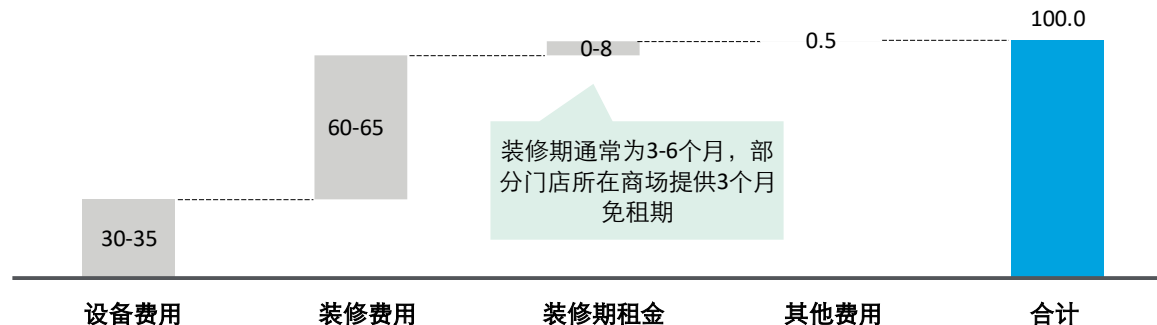 100.0
0-8
0.5
60-65
装修期通常为3-6个月，部
分门店所在商场提供3个月
免租期
30-35
设备费用
装修费用
装修期租金
其他费用
合计